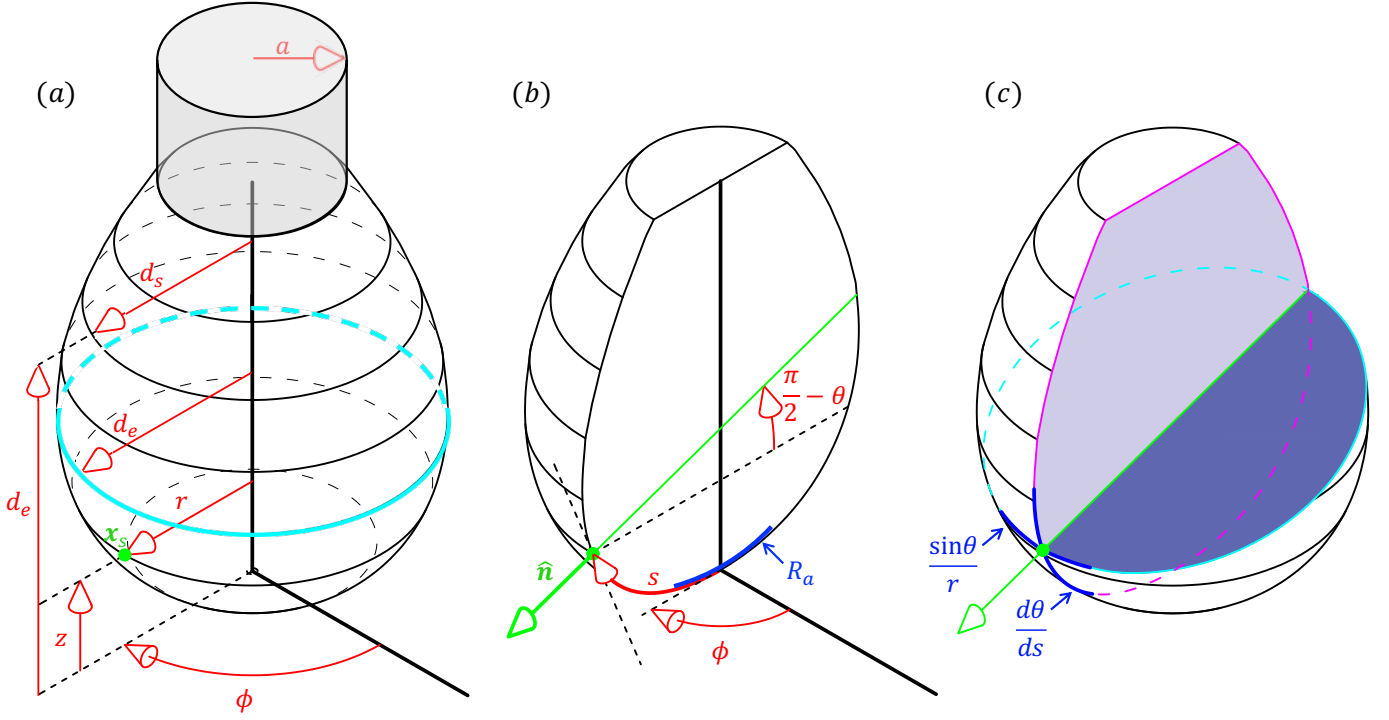 (a)
a
d_s
d_e
d_e
r
x_s
z
ϕ
(b)
π/2 − θ
n̂
s
R_a
ϕ
(c)
sinθ/r
dθ/ds